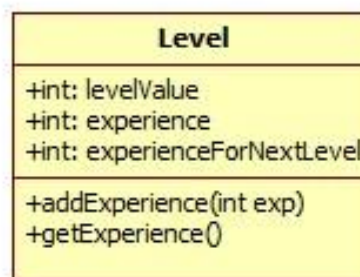 Level
+int: levelValue
+int: experience
+int: experienceForNextLevel
+addExperience(int exp)
+getExperience()